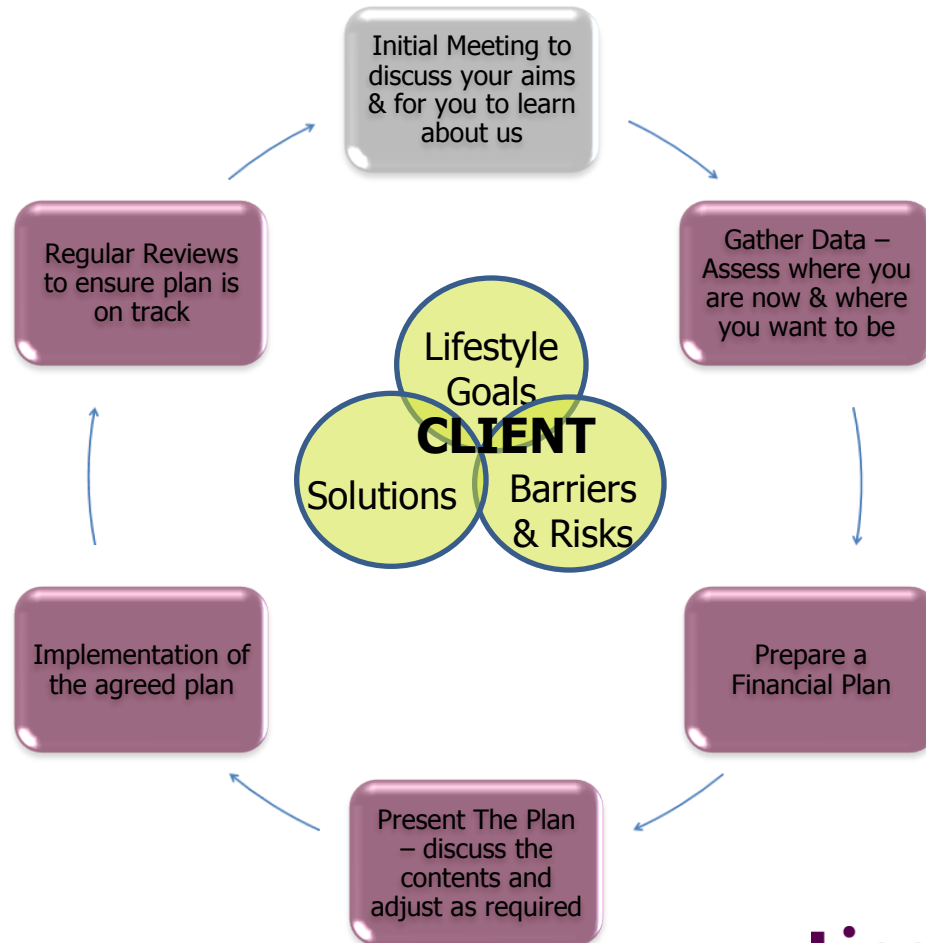 Initial Meeting to
discuss your aims
& for you to learn
about us
Gather Data –
Assess where you
are now & where
you want to be
Prepare a
Financial Plan
Present The Plan
– discuss the
contents and
adjust as required
Implementation of
the agreed plan
Regular Reviews
to ensure plan is
on track
Lifestyle
Goals
CLIENT
Solutions
Barriers
& Risks